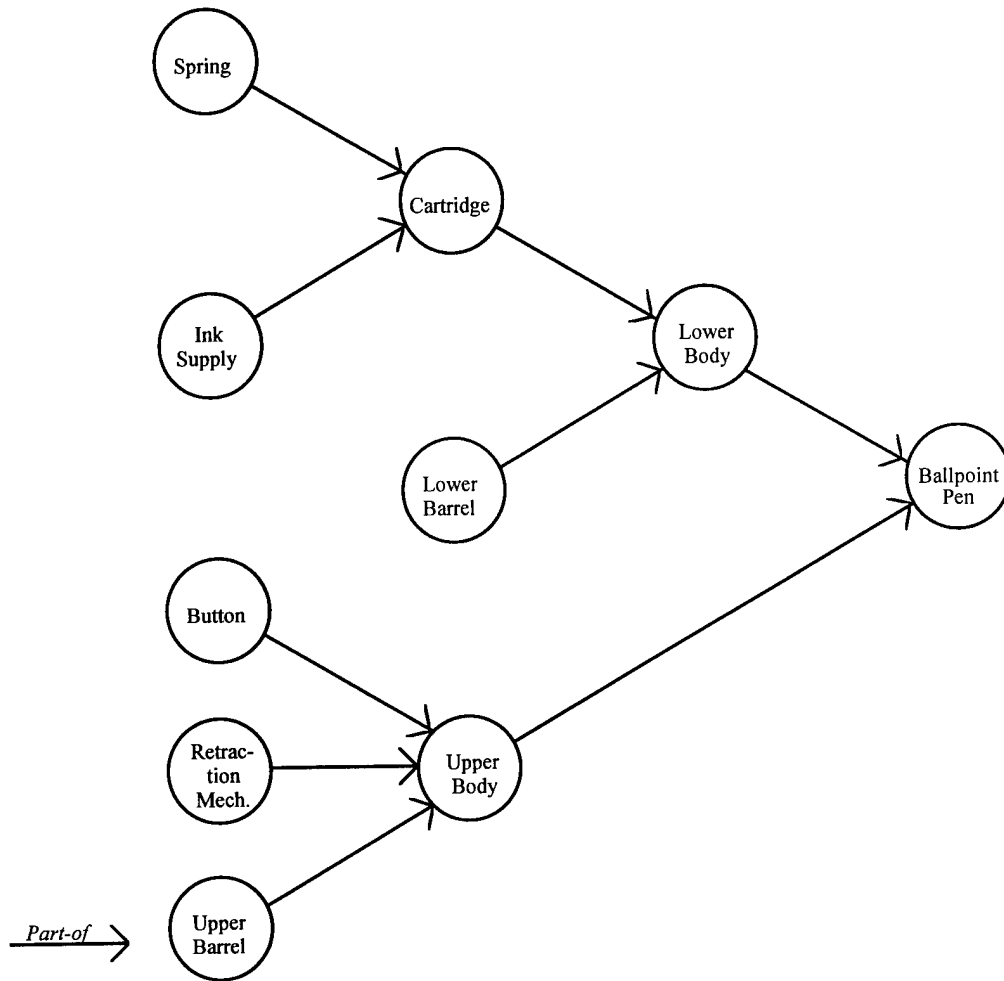 Spring
Cartridge
Ink
Supply
Lower
Body
Lower
Barrel
Ballpoint
Pen
Button
Retrac-
tion
Mech.
Upper
Body
Upper
Barrel
Part-of